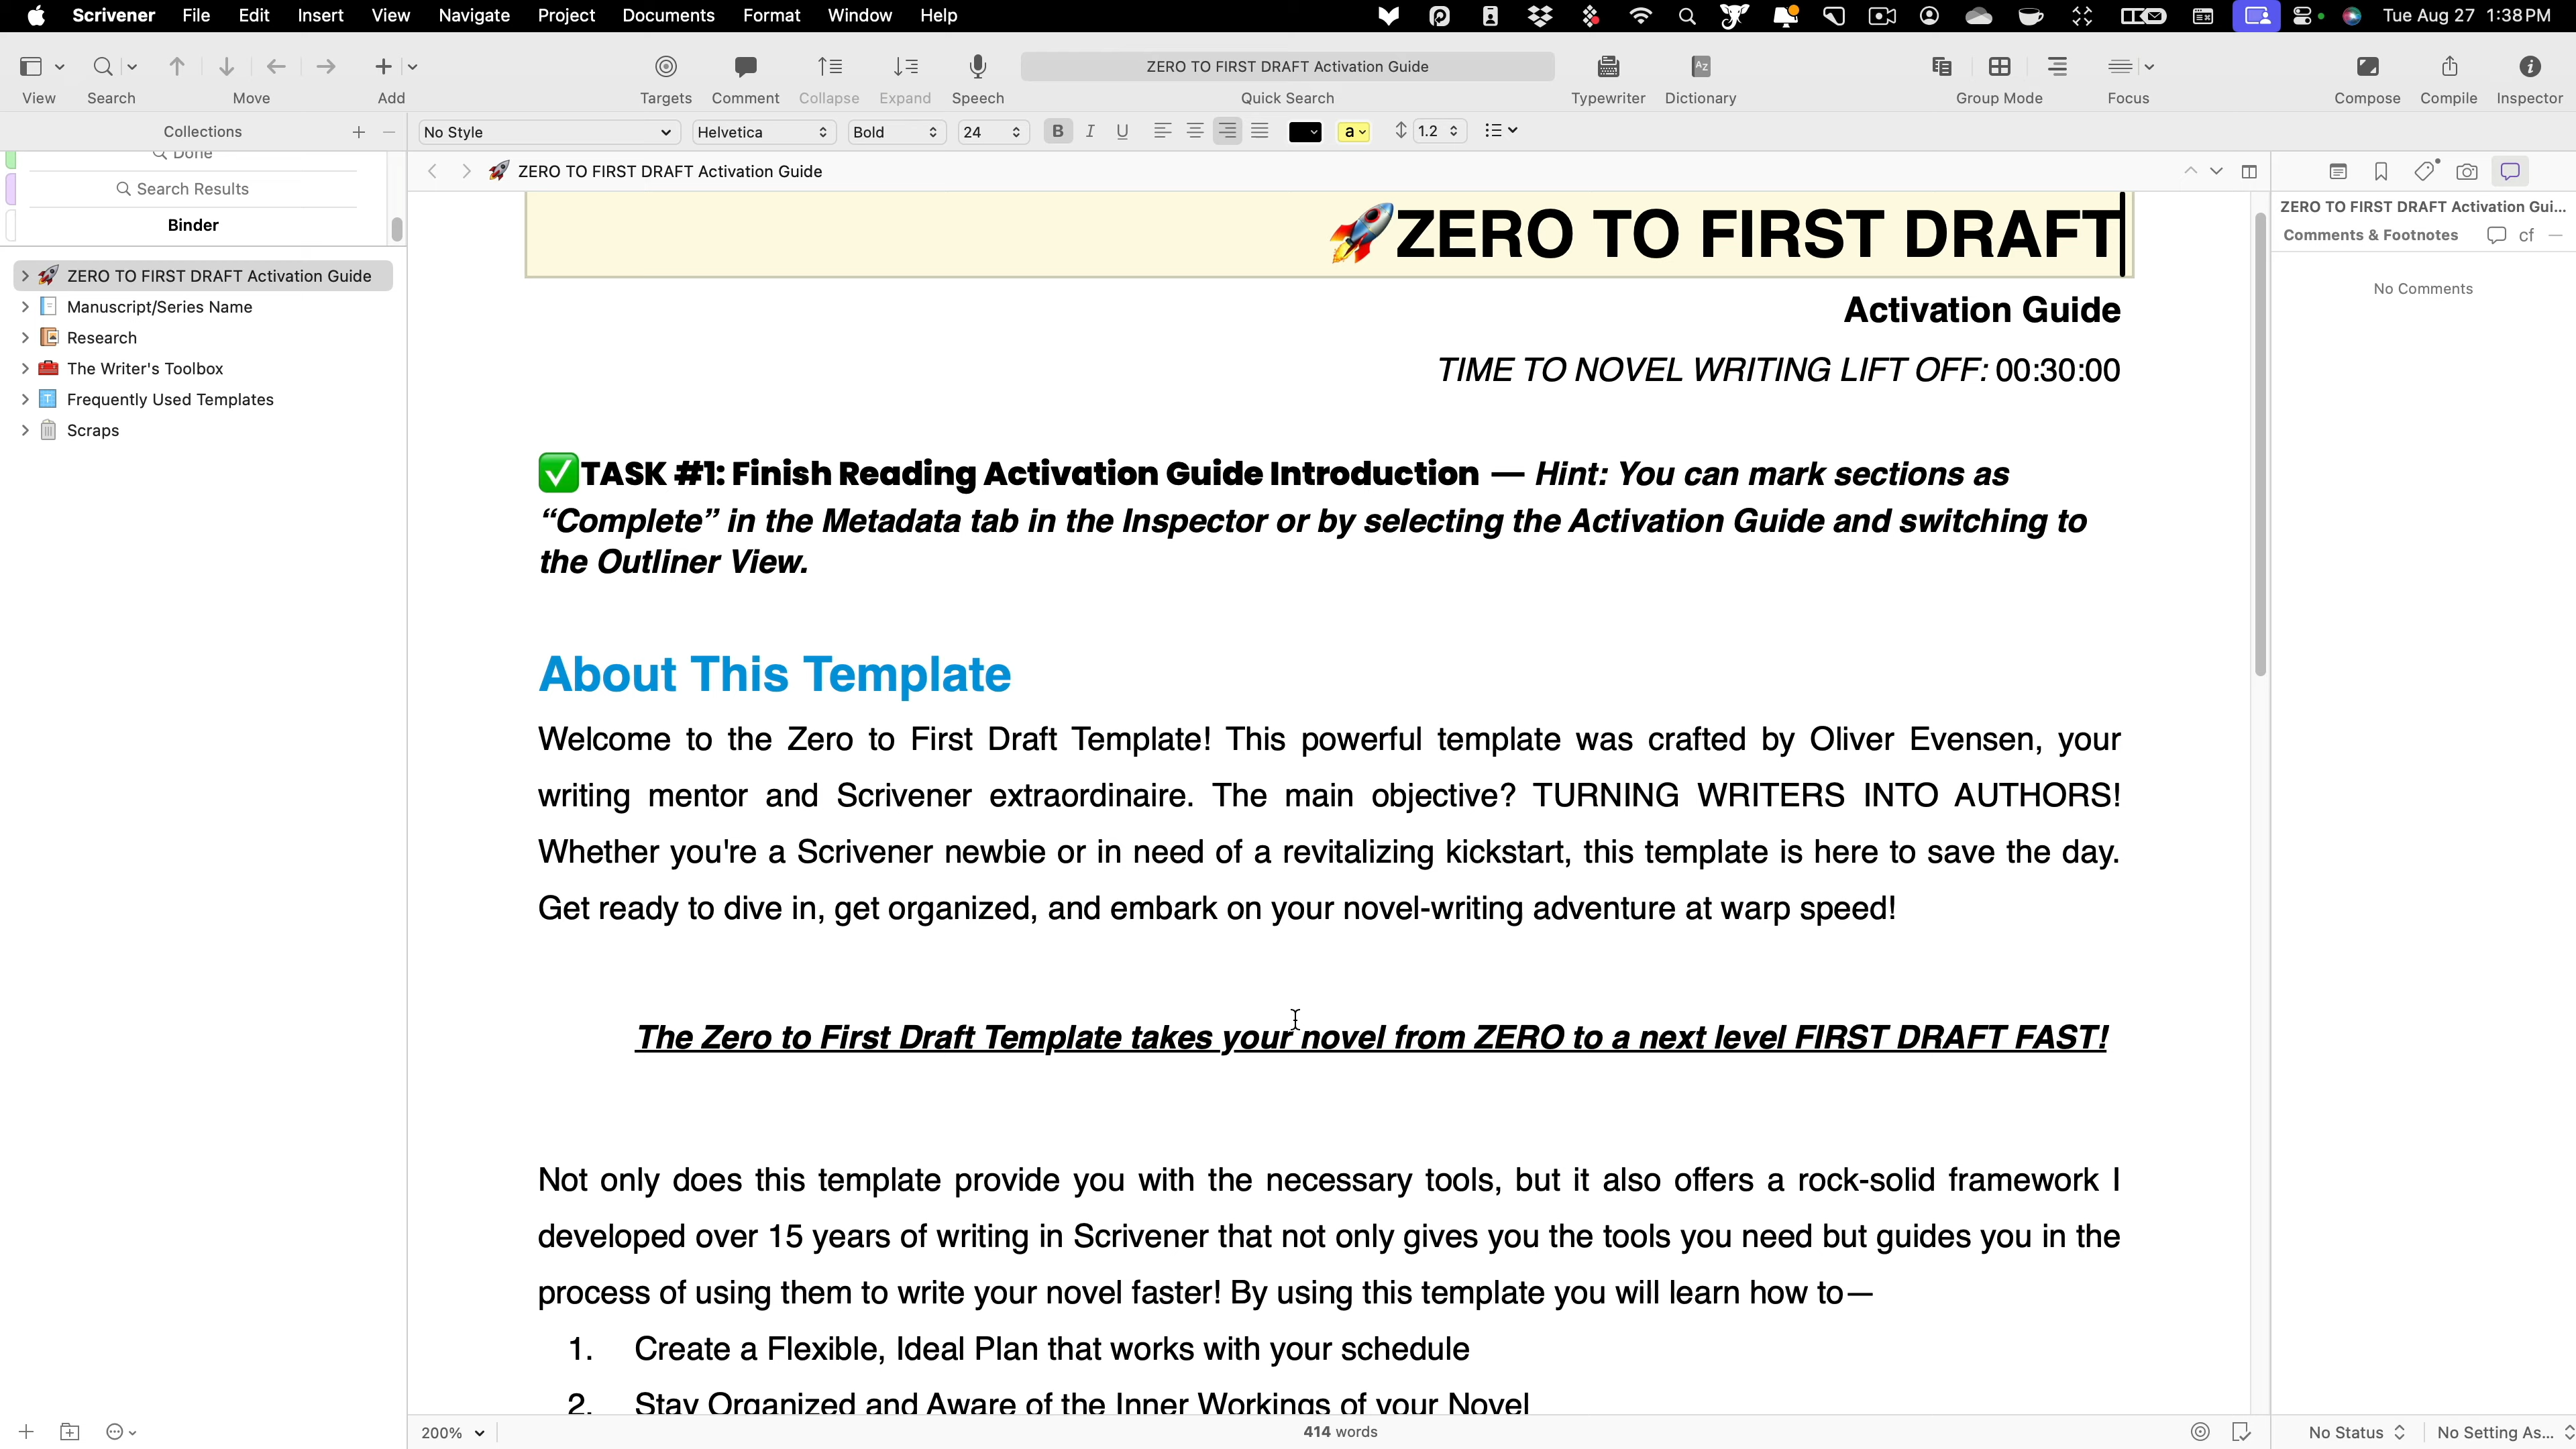 Scrivener File Edit Insert View Navigate Project Documents Format Window Help Tue Aug 27 1:38 PM
ZERO TO FIRST DRAFT Activation Guide
View Search Move Add Targets Comment Collapse Expand Speech Quick Search Typewriter Dictionary Group Mode Focus Compose Compile Inspector
Collections
No Style Helvetica Bold 24 B I U a 1.2
Done
Search Results
Binder
ZERO TO FIRST DRAFT Activation Guide
Manuscript/Series Name
Research
The Writer's Toolbox
Frequently Used Templates
Scraps
ZERO TO FIRST DRAFT Activation Guide
ZERO TO FIRST DRAFT
Activation Guide
TIME TO NOVEL WRITING LIFT OFF: 00:30:00
✅TASK #1: Finish Reading Activation Guide Introduction — Hint: You can mark sections as
“Complete” in the Metadata tab in the Inspector or by selecting the Activation Guide and switching to
the Outliner View.
About This Template
Welcome to the Zero to First Draft Template! This powerful template was crafted by Oliver Evensen, your
writing mentor and Scrivener extraordinaire. The main objective? TURNING WRITERS INTO AUTHORS!
Whether you're a Scrivener newbie or in need of a revitalizing kickstart, this template is here to save the day.
Get ready to dive in, get organized, and embark on your novel-writing adventure at warp speed!
The Zero to First Draft Template takes your novel from ZERO to a next level FIRST DRAFT FAST!
Not only does this template provide you with the necessary tools, but it also offers a rock-solid framework I
developed over 15 years of writing in Scrivener that not only gives you the tools you need but guides you in the
process of using them to write your novel faster! By using this template you will learn how to—
1. Create a Flexible, Ideal Plan that works with your schedule
2. Stay Organized and Aware of the Inner Workings of your Novel
200% 414 words
ZERO TO FIRST DRAFT Activation Gui...
Comments & Footnotes cf
No Comments
No Status No Setting As...